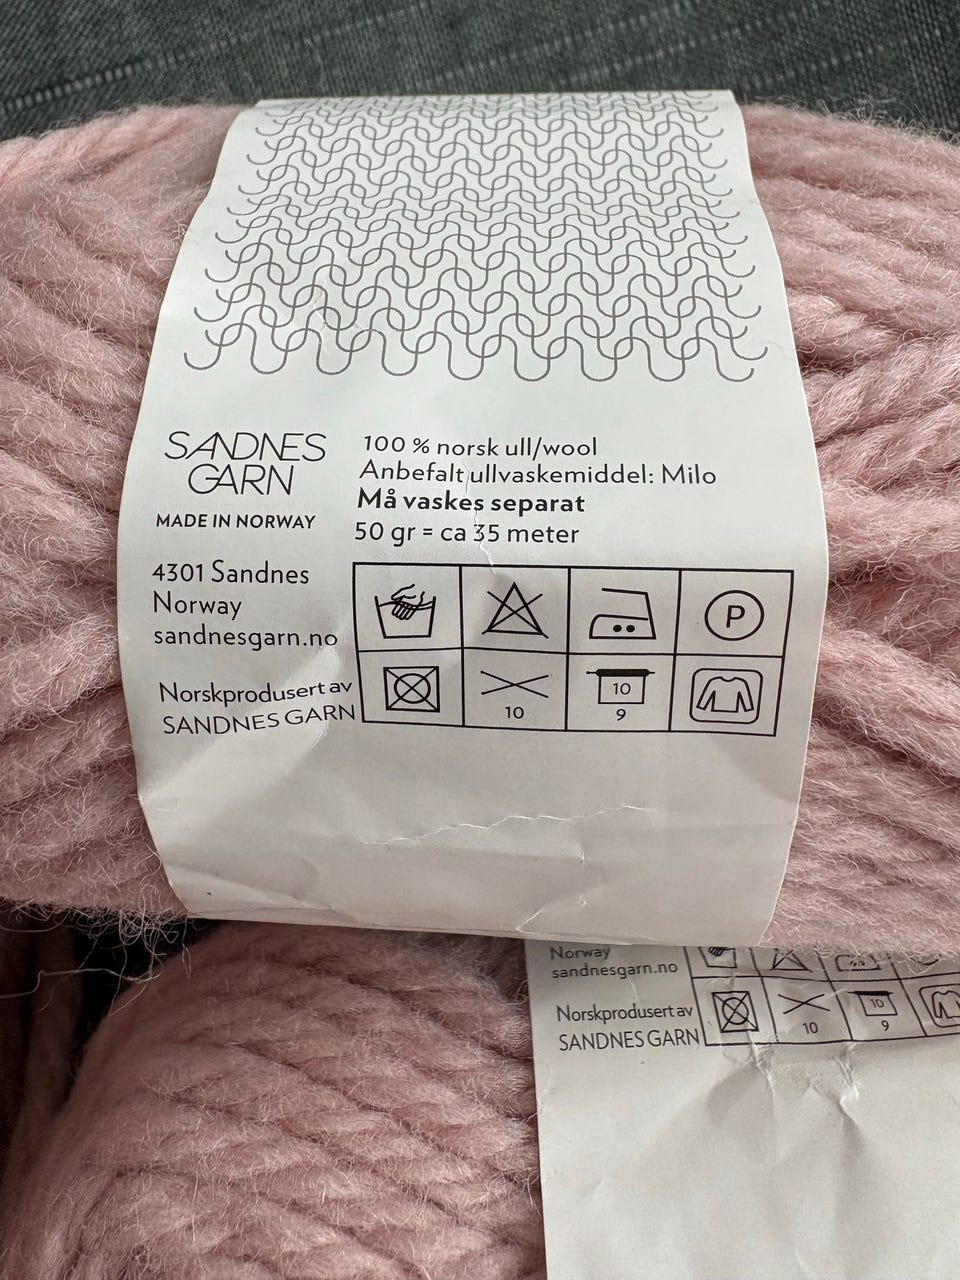 SANDNES
GARN
MADE IN NORWAY
4301 Sandnes
Norway
sandnesgarn.no
Norskprodusert av
SANDNES GARN
100 % norsk ull/wool
Anbefalt ullvaskemiddel: Milo
Må vaskes separat
50 gr = ca 35 meter
P
10
10
9
Norway
sandnesgarn.no
Norskprodusert av
SANDNES GARN
10
10
9